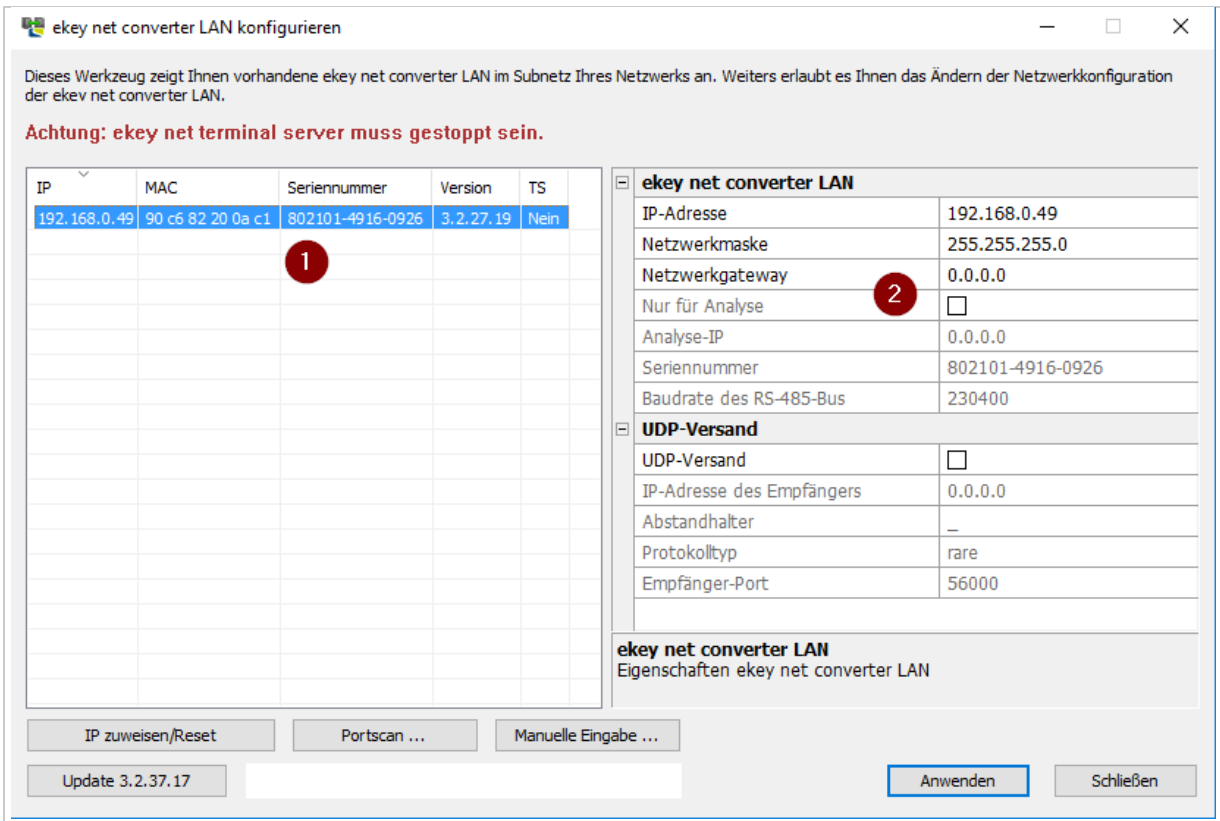 ekey net converter LAN konfigurieren
Dieses Werkzeug zeigt Ihnen vorhandene ekey net converter LAN im Subnetz Ihres Netzwerks an. Weiters erlaubt es Ihnen das Ändern der Netzwerkkonfiguration
der ekey net converter LAN.
Achtung: ekey net terminal server muss gestoppt sein.
IP MAC Seriennummer Version TS
192.168.0.49 90 c6 82 20 0a c1 802101-4916-0926 3.2.27.19 Nein
1
ekey net converter LAN
IP-Adresse 192.168.0.49
Netzwerkmaske 255.255.255.0
Netzwerkgateway 0.0.0.0
2
Nur für Analyse
Analyse-IP 0.0.0.0
Seriennummer 802101-4916-0926
Baudrate des RS-485-Bus 230400
UDP-Versand
UDP-Versand
IP-Adresse des Empfängers 0.0.0.0
Abstandhalter _
Protokolltyp rare
Empfänger-Port 56000
ekey net converter LAN
Eigenschaften ekey net converter LAN
IP zuweisen/Reset Portscan ... Manuelle Eingabe ...
Update 3.2.37.17 Anwenden Schließen